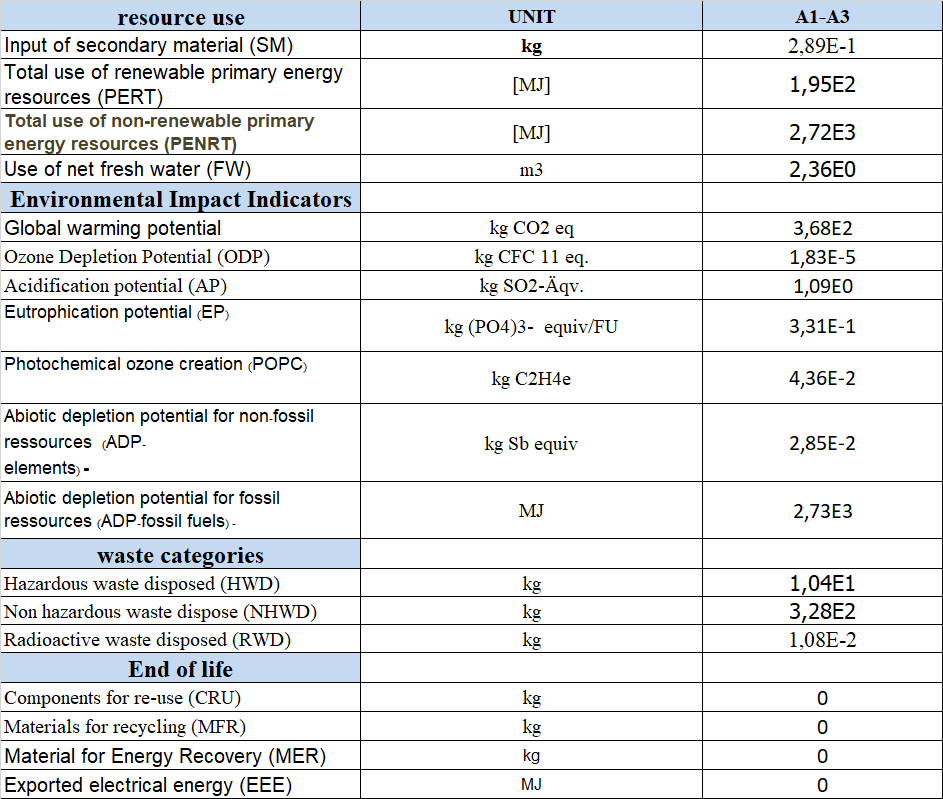 resource use UNIT A1-A3
Input of secondary material (SM) kg 2,89E-1
Total use of renewable primary energy
resources (PERT) [MJ] 1,95E2
Total use of non-renewable primary
energy resources (PENRT) [MJ] 2,72E3
Use of net fresh water (FW) m3 2,36E0
Environmental Impact Indicators
Global warming potential kg CO2 eq 3,68E2
Ozone Depletion Potential (ODP) kg CFC 11 eq. 1,83E-5
Acidification potential (AP) kg SO2-Äqv. 1,09E0
Eutrophication potential (EP)
kg (PO4)3- equiv/FU 3,31E-1
Photochemical ozone creation (POPC)
kg C2H4e 4,36E-2
Abiotic depletion potential for non-fossil
ressources (ADP- kg Sb equiv 2,85E-2
elements) -
Abiotic depletion potential for fossil
ressources (ADP-fossil fuels) - MJ 2,73E3
waste categories
Hazardous waste disposed (HWD) kg 1,04E1
Non hazardous waste dispose (NHWD) kg 3,28E2
Radioactive waste disposed (RWD) kg 1,08E-2
End of life
Components for re-use (CRU) kg 0
Materials for recycling (MFR) kg 0
Material for Energy Recovery (MER) kg 0
Exported electrical energy (EEE) MJ 0